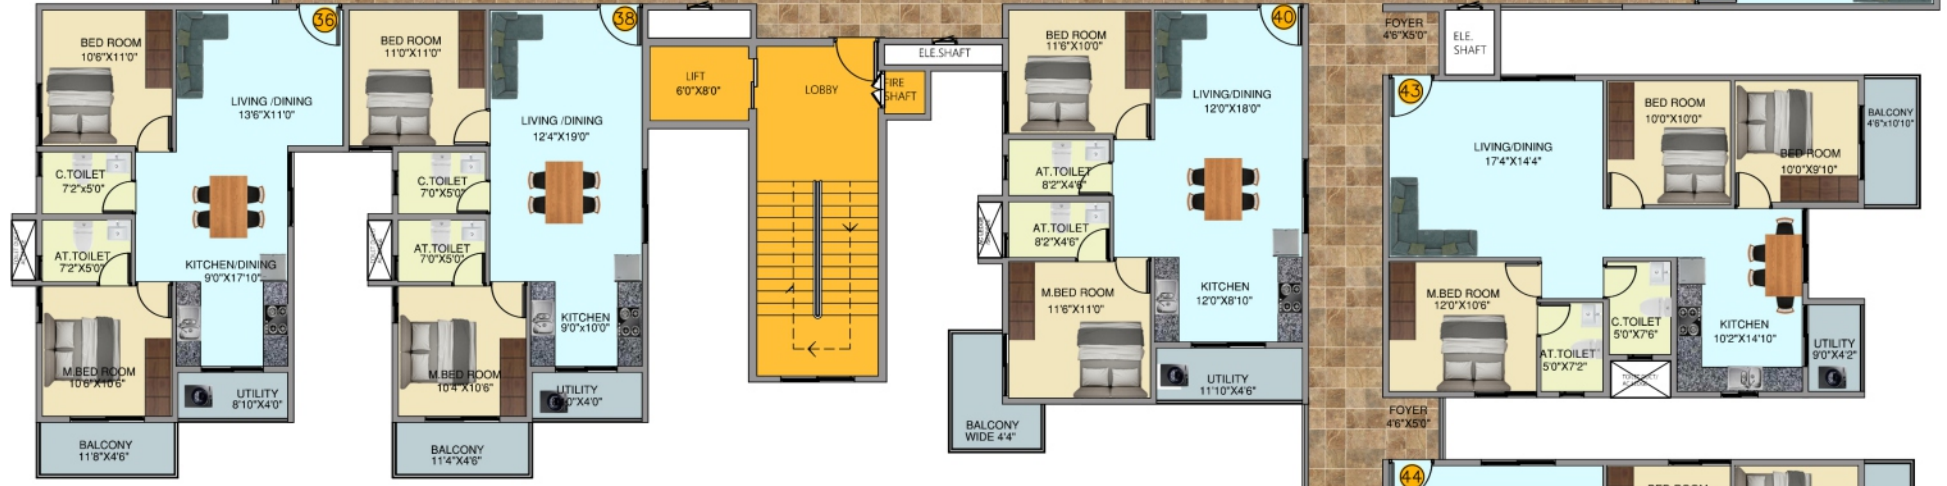 36
BED ROOM
10'6"X11'0"
LIVING /DINING
13'6"X11'0"
C.TOILET
7'2"x5'0"
AT.TOILET
7'2"X5'0"
KITCHEN/DINING
9'0"X17'10"
M.BED ROOM
10'6"X10'6"
UTILITY
8'10"X4'0"
BALCONY
11'8"X4'6"
38
BED ROOM
11'0"X11'0"
LIVING /DINING
12'4"X19'0"
C.TOILET
7'0"X5'0"
AT.TOILET
7'0"X5'0"
KITCHEN
9'0"x10'0"
M.BED ROOM
10'4"X10'6"
UTILITY
0"X4'0"
BALCONY
11'4"X4'6"
LIFT
6'0"X8'0"
LOBBY
FIRE
SHAFT
ELE.SHAFT
40
BED ROOM
11'6"X10'0"
LIVING/DINING
12'0"X18'0"
AT.TOILET
8'2"X4'6"
AT.TOILET
8'2"X4'6"
M.BED ROOM
11'6"X11'0"
KITCHEN
12'0"X8'10"
UTILITY
11'10"X4'6"
BALCONY
WIDE 4'4"
FOYER
4'6"X5'0"
ELE.
SHAFT
43
LIVING/DINING
17'4"X14'4"
BED ROOM
10'0"X10'0"
BED ROOM
10'0"X9'10"
BALCONY
4'6"x10'10"
M.BED ROOM
12'0"X10'6"
AT.TOILET
5'0"X7'2"
C.TOILET
5'0"X7'6"
KITCHEN
10'2"X14'10"
UTILITY
9'0"X4'2"
FOYER
4'6"X5'0"
44